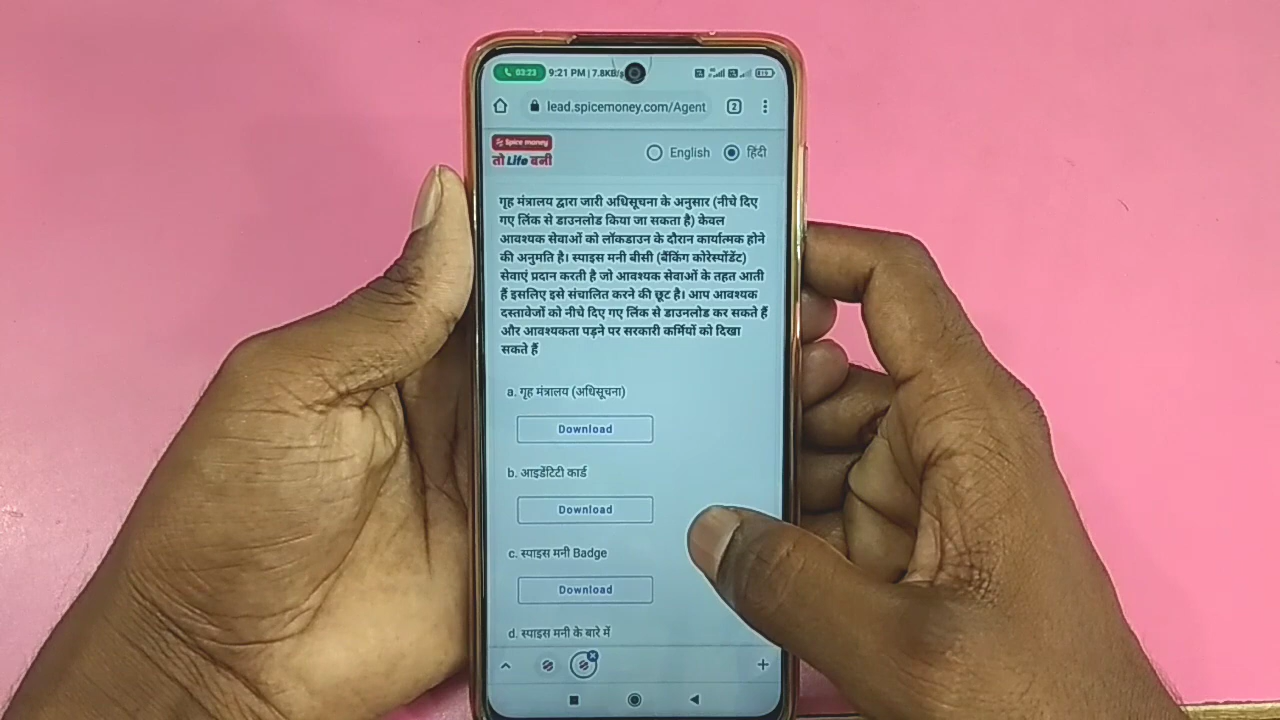 03:23 9:21 PM | 7.8KB/s
lead.spicemoney.com/Agent 2
Spice money
तो Life बनी
English हिंदी
गृह मंत्रालय द्वारा जारी अधिसूचना के अनुसार (नीचे दिए
गए लिंक से डाउनलोड किया जा सकता है) केवल
आवश्यक सेवाओं को लॉकडाउन के दौरान कार्यात्मक होने
की अनुमति है। स्पाइस मनी बीसी (बैंकिंग कोरेस्पोंडेंट)
सेवाएं प्रदान करती है जो आवश्यक सेवाओं के तहत आती
हैं इसलिए इसे संचालित करने की छूट है। आप आवश्यक
दस्तावेजों को नीचे दिए गए लिंक से डाउनलोड कर सकते हैं
और आवश्यकता पड़ने पर सरकारी कर्मियों को दिखा
सकते हैं
a. गृह मंत्रालय (अधिसूचना)
Download
b. आइडेंटिटी कार्ड
Download
c. स्पाइस मनी Badge
Download
d. स्पाइस मनी के बारे में